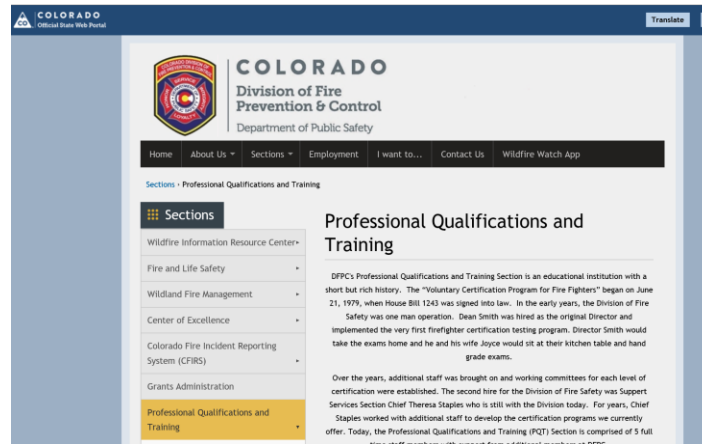 COLORADO
Official State Web Portal
Translate
COLORADO
Division of Fire
Prevention & Control
Department of Public Safety
Home About Us Sections Employment I want to... Contact Us Wildfire Watch App
Sections › Professional Qualifications and Training
Sections
Wildfire Information Resource Center
Fire and Life Safety
Wildland Fire Management
Center of Excellence
Colorado Fire Incident Reporting
System (CFIRS)
Grants Administration
Professional Qualifications and
Training
Professional Qualifications and
Training
DFPC's Professional Qualifications and Training Section is an educational institution with a
short but rich history. The “Voluntary Certification Program for Fire Fighters” began on June
21, 1979, when House Bill 1243 was signed into law. In the early years, the Division of Fire
Safety was one man operation. Dean Smith was hired as the original Director and
implemented the very first firefighter certification testing program. Director Smith would
take the exams home and he and his wife Joyce would sit at their kitchen table and hand
grade exams.
Over the years, additional staff was brought on and working committees for each level of
certification were established. The second hire for the Division of Fire Safety was Support
Services Section Chief Theresa Staples who is still with the Division today. For years, Chief
Staples worked with additional staff to develop the certification programs we currently
offer. Today, the Professional Qualifications and Training (PQT) Section is comprised of 5 full